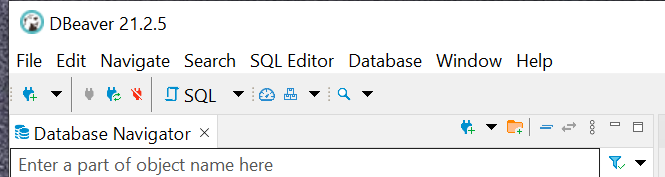 DBeaver 21.2.5
File Edit Navigate Search SQL Editor Database Window Help
SQL
Database Navigator
Enter a part of object name here